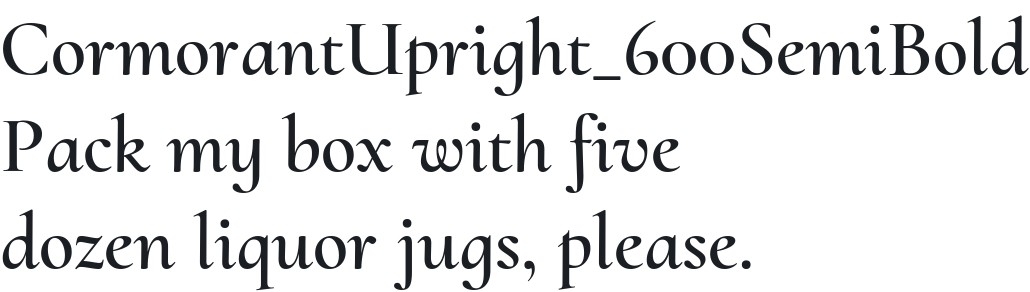 CormorantUpright_600SemiBold
Pack my box with five
dozen liquor jugs, please.